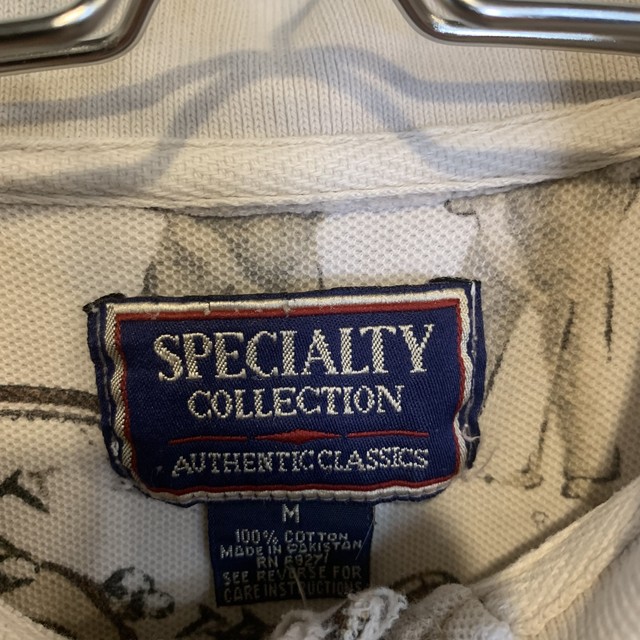 SPECIALTY
COLLECTION
AUTHENTIC CLASSICS
M
100% COTTON
MADE IN PAKISTAN
RN
SEE REVERSE FOR
CARE INSTRUCTIONS